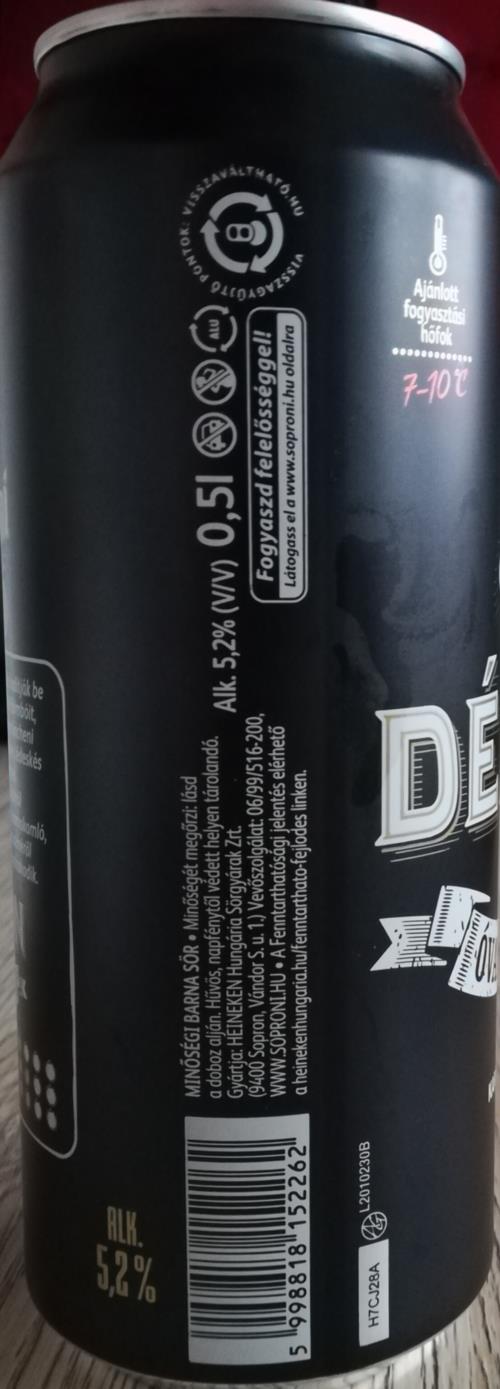 VISSZAVÁLTHATÓ.HU
VISSZAGYŰJTŐ PONTOK:
ALU
Ajánlott
fogyasztási
hőfok
7-10°C
Alk. 5,2% (V/V) 0,5l
Fogyaszd felelősséggel!
Látogass el a www.soproni.hu oldalra
MINŐSÉGI BARNA SÖR • Minőségét megőrzi: lásd
a doboz alján. Hűvös, napfénytől védett helyen tárolandó.
Gyártja: HEINEKEN Hungária Sörgyárak Zrt.
(9400 Sopron, Vándor S. u. 1.) Vevőszolgálat: 06/99/516-200,
WWW.SOPRONI.HU • A Fenntarthatósági jelentés elérhető
a heinekenhungaria.hu/fenntarthato-fejlodes linken.
DÉ
ÓV
ALK.
5,2%
5 998818 152262
H7CJ28A
L2010230B